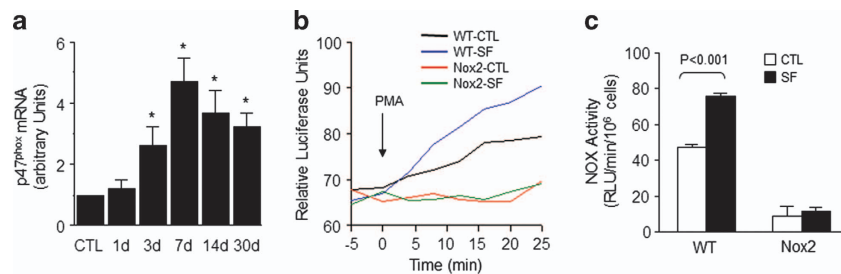 a
p47phox mRNA
(arbitrary Units)
6
4
2
0
*
*
*
*
CTL 1d 3d 7d 14d 30d
b
Relative Luciferase Units
100
90
80
70
60
WT-CTL
WT-SF
Nox2-CTL
Nox2-SF
PMA
-5 0 5 10 15 20 25
Time (min)
c
NOX Activity
(RLU/min/10⁶ cells)
100
80
60
40
20
0
P<0.001
CTL
SF
WT Nox2